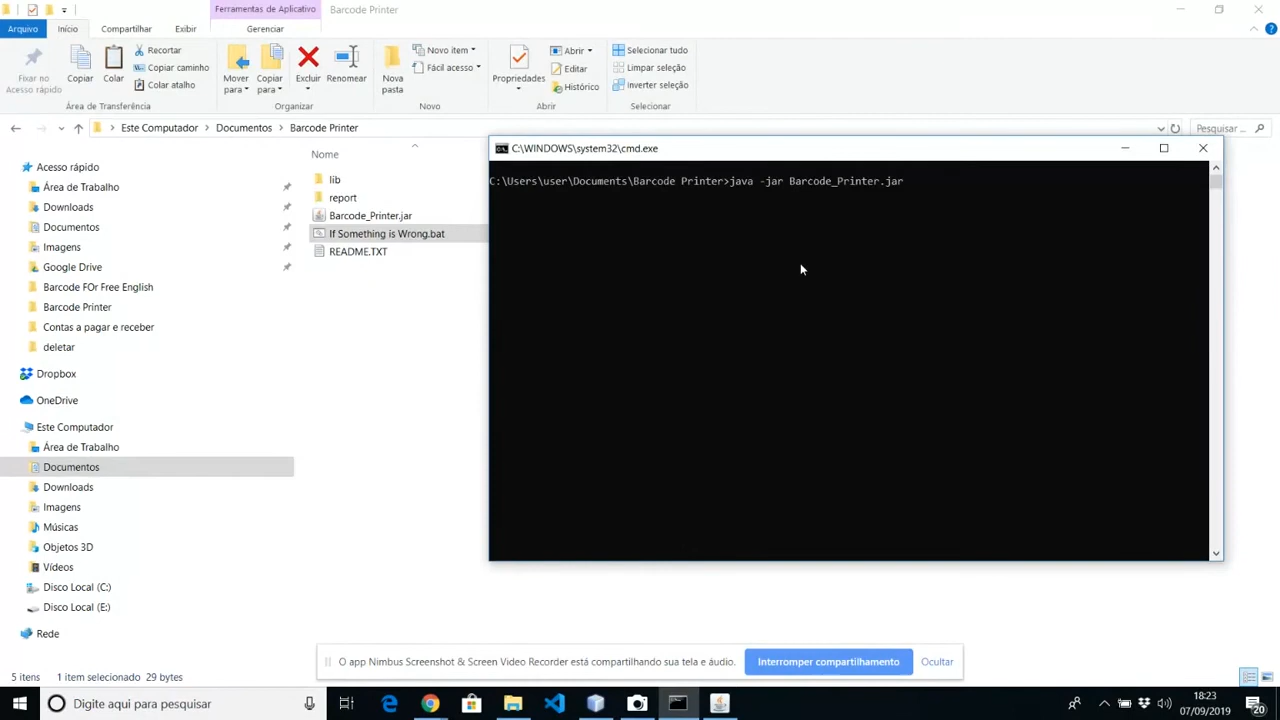 Ferramentas de Aplicativo
Barcode Printer
Arquivo
Início
Compartilhar
Exibir
Gerenciar
Fixar no
Acesso rápido
Copiar
Colar
Recortar
Copiar caminho
Colar atalho
Área de Transferência
Mover
para
Copiar
para
Excluir
Renomear
Organizar
Nova
pasta
Novo item
Fácil acesso
Novo
Propriedades
Abrir
Editar
Histórico
Abrir
Selecionar tudo
Limpar seleção
Inverter seleção
Selecionar
Este Computador
Documentos
Barcode Printer
Pesquisar ...
Acesso rápido
Área de Trabalho
Downloads
Documentos
Imagens
Google Drive
Barcode FOr Free English
Barcode Printer
Contas a pagar e receber
deletar
Dropbox
OneDrive
Este Computador
Área de Trabalho
Documentos
Downloads
Imagens
Músicas
Objetos 3D
Vídeos
Disco Local (C:)
Disco Local (E:)
Rede
Nome
lib
report
Barcode_Printer.jar
If Something is Wrong.bat
README.TXT
C:\WINDOWS\system32\cmd.exe
C:\Users\user\Documents\Barcode Printer>java -jar Barcode_Printer.jar
O app Nimbus Screenshot & Screen Video Recorder está compartilhando sua tela e áudio.
Interromper compartilhamento
Ocultar
5 itens
1 item selecionado 29 bytes
Digite aqui para pesquisar
18:23
07/09/2019
20